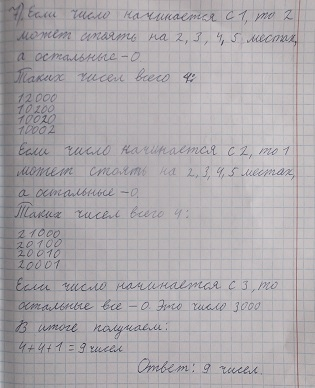 7) Если число начинается с 1, то 2
может стоять на 2, 3, 4, 5 местах,
а остальные – 0.
Таких чисел всего 4:
12000
10200
10020
10002
Если число начинается с 2, то 1
может стоять на 2, 3, 4, 5 местах,
а остальные – 0.
Таких чисел всего 4:
21000
20100
20010
20001
Если число начинается с 3, то
остальные все – 0. Это число 3000
В итоге получаем:
4+4+1 = 9 чисел
Ответ: 9 чисел.